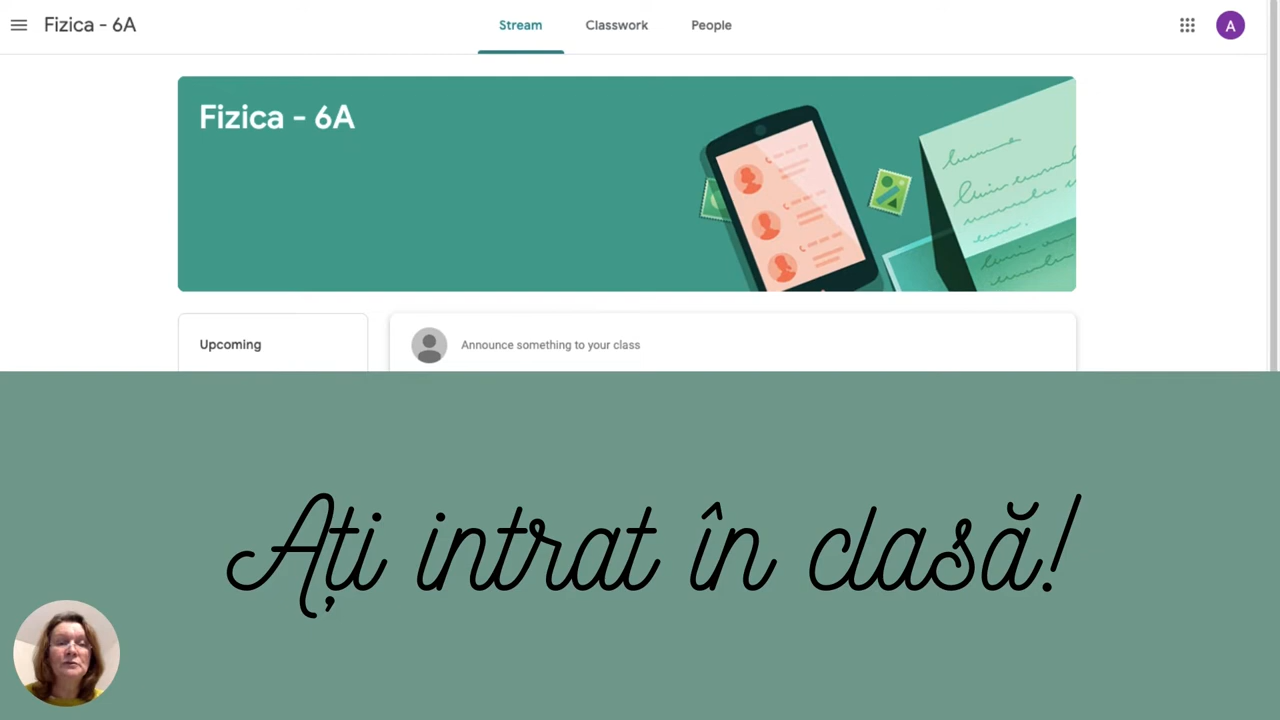 Fizica - 6A
Stream Classwork People
A
Fizica - 6A
Upcoming
Announce something to your class
Ați intrat în clasă!